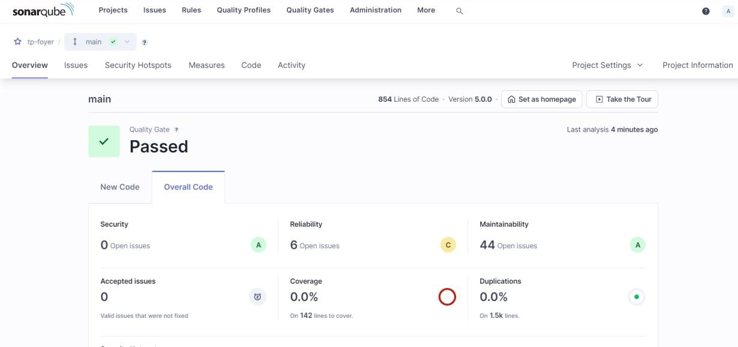 sonarqube Projects Issues Rules Quality Profiles Quality Gates Administration More ? A
tp-foyer / main ?
Overview Issues Security Hotspots Measures Code Activity Project Settings Project Information
main 854 Lines of Code · Version 5.0.0 · Set as homepage Take the Tour
Quality Gate ? Last analysis 4 minutes ago
Passed
New Code Overall Code
Security Reliability Maintainability
0 Open issues A 6 Open issues C 44 Open issues A
Accepted issues Coverage Duplications
0 0.0% 0.0%
Valid issues that were not fixed On 142 lines to cover. On 1.5k lines.